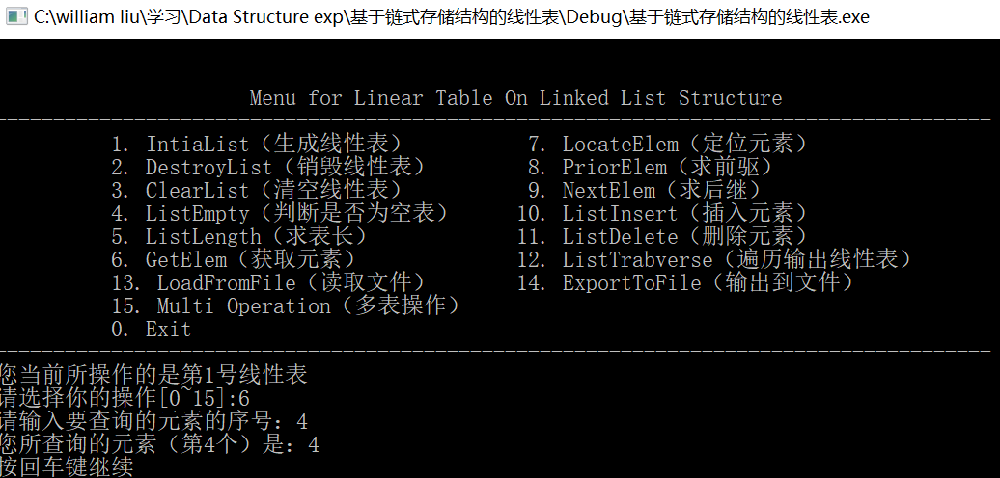 C:\william liu\学习\Data Structure exp\基于链式存储结构的线性表\Debug\基于链式存储结构的线性表.exe
Menu for Linear Table On Linked List Structure
1. IntiaList（生成线性表） 7. LocateElem（定位元素）
2. DestroyList（销毁线性表） 8. PriorElem（求前驱）
3. ClearList（清空线性表） 9. NextElem（求后继）
4. ListEmpty（判断是否为空表） 10. ListInsert（插入元素）
5. ListLength（求表长） 11. ListDelete（删除元素）
6. GetElem（获取元素） 12. ListTrabverse（遍历输出线性表）
13. LoadFromFile（读取文件） 14. ExportToFile（输出到文件）
15. Multi-Operation（多表操作）
0. Exit
您当前所操作的是第1号线性表
请选择你的操作[0~15]:6
请输入要查询的元素的序号：4
您所查询的元素（第4个）是：4
按回车键继续